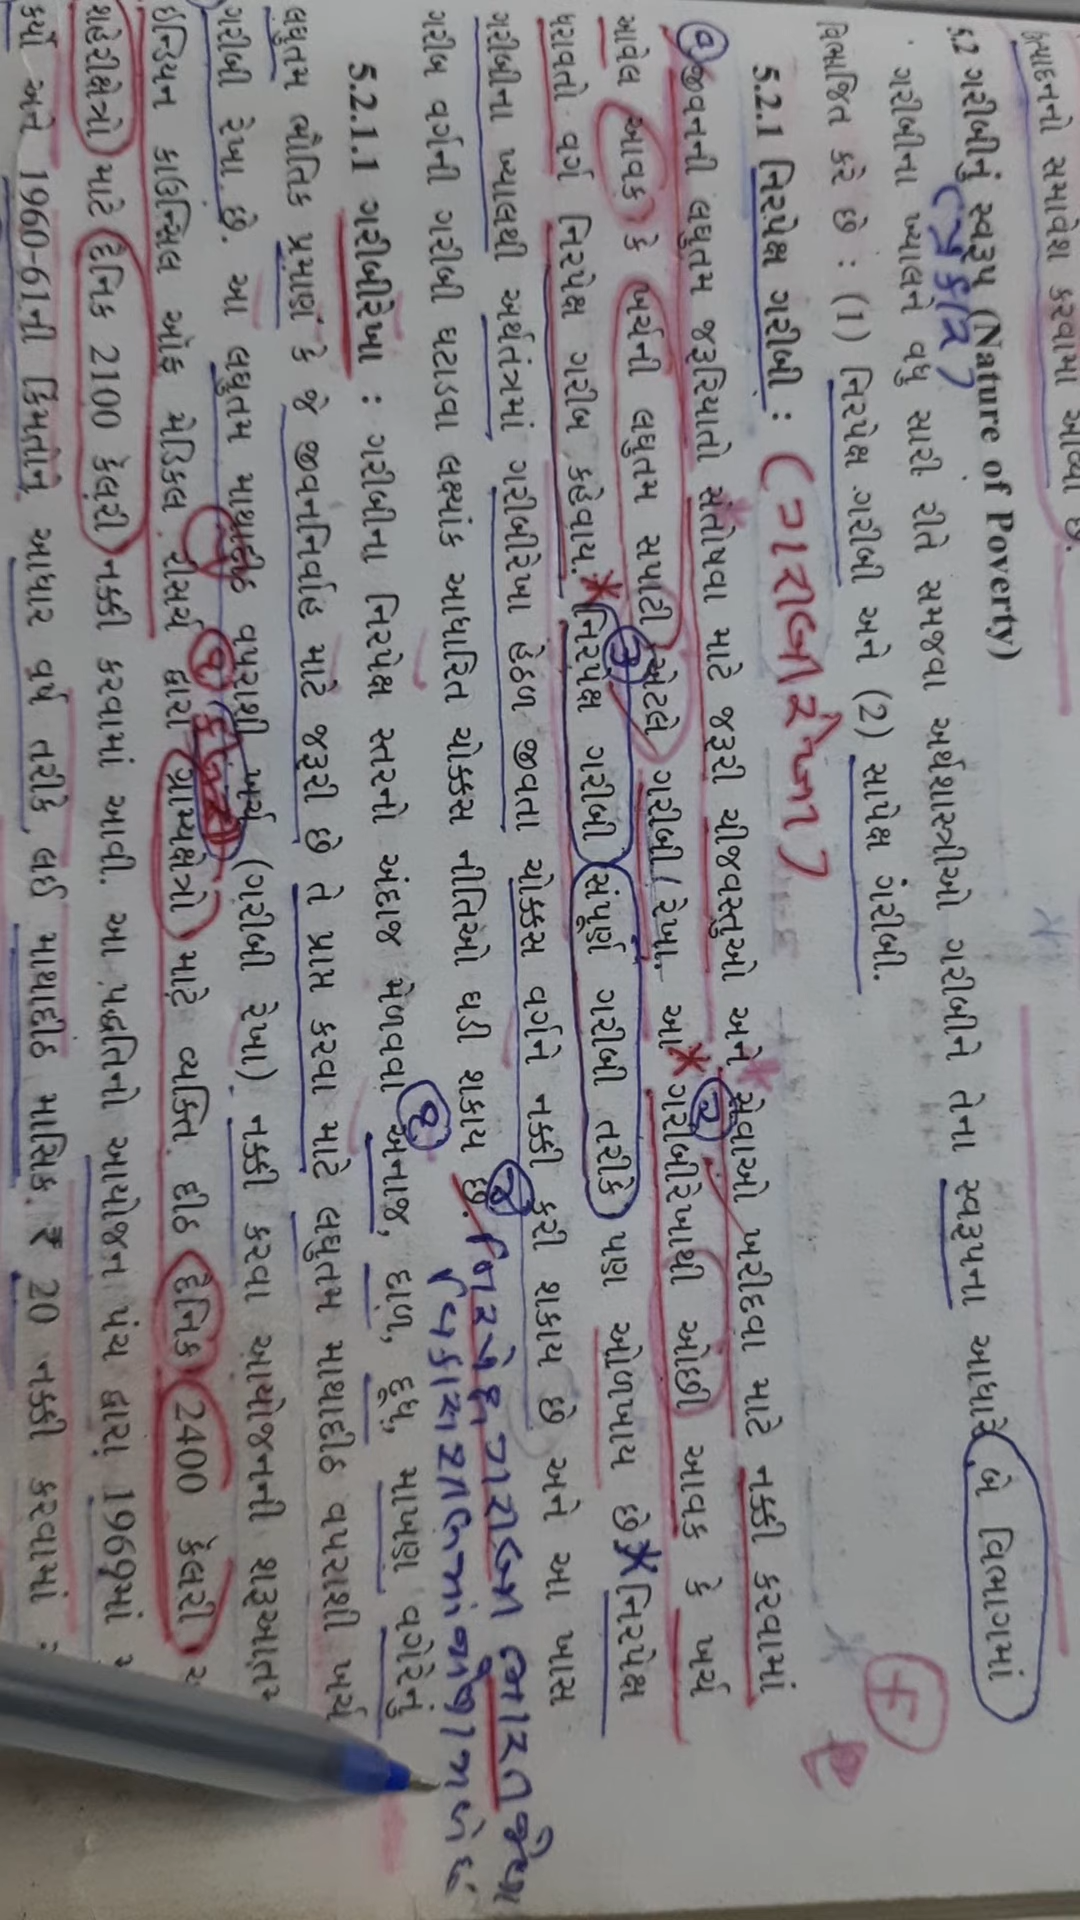 ઉત્પાદનનો સમાવેશ કરવામાં આવ્યો છે.
5.2 ગરીબીનું સ્વરૂપ (Nature of Poverty)
(પ્રકાર)
ગરીબીના ખ્યાલને વધુ સારી રીતે સમજવા અર્થશાસ્ત્રીઓ ગરીબીને તેના સ્વરૂપના આધારે બે વિભાગમાં
વિભાજિત કરે છે : (1) નિરપેક્ષ ગરીબી અને (2) સાપેક્ષ ગરીબી.
5.2.1 નિરપેક્ષ ગરીબી : (ગરીબીરેખા)
જીવનની લઘુતમ જરૂરિયાતો સંતોષવા માટે જરૂરી ચીજવસ્તુઓ અને સેવાઓ ખરીદવા માટે નક્કી કરવામાં
આવેલ આવક કે ખર્ચની લઘુતમ સપાટી એટલે ગરીબી રેખા. આ ગરીબીરેખાથી ઓછી આવક કે ખર્ચ
ધરાવતો વર્ગ નિરપેક્ષ ગરીબ કહેવાય. નિરપેક્ષ ગરીબી સંપૂર્ણ ગરીબી તરીકે પણ ઓળખાય છે નિરપેક્ષ
ગરીબીના ખ્યાલથી અર્થતંત્રમાં ગરીબીરેખા હેઠળ જીવતા ચોક્કસ વર્ગને નક્કી કરી શકાય છે અને આ ખાસ
ગરીબ વર્ગની ગરીબી ઘટાડવા લક્ષ્યાંક આધારિત ચોક્કસ નીતિઓ ઘડી શકાય છે. નિરપેક્ષ ગરીબી ભારત જેવા
માં જોવા મળે છે
5.2.1.1 ગરીબીરેખા : ગરીબીના નિરપેક્ષ સ્તરનો અંદાજ મેળવવા અનાજ, દાળ, દૂધ, માખણ વગેરેનું
લઘુતમ ભૌતિક પ્રમાણ કે જે જીવનનિર્વાહ માટે જરૂરી છે તે પ્રાપ્ત કરવા માટે લઘુતમ માથાદીઠ વપરાશી ખર્ચ
ગરીબી રેખા છે. આ લઘુતમ માથાદીઠ વપરાશી ખર્ચ (ગરીબી રેખા) નક્કી કરવા આયોજનની શરૂઆતમાં
ઇન્ડિયન કાઉન્સિલ ઓફ મેડિકલ રીસર્ચ દ્વારા ગ્રામ્યક્ષેત્રો માટે વ્યક્તિ દીઠ દૈનિક 2400 કેલરી
શહેરીક્ષેત્રો માટે દૈનિક 2100 કેલરી નક્કી કરવામાં આવી. આ પદ્ધતિનો આયોજન પંચ દ્વારા 1969માં
કર્યો અને 1960-61ની કિંમતોને આધાર વર્ષ તરીકે લઈ માથાદીઠ માસિક ₹ 20 નક્કી કરવામાં